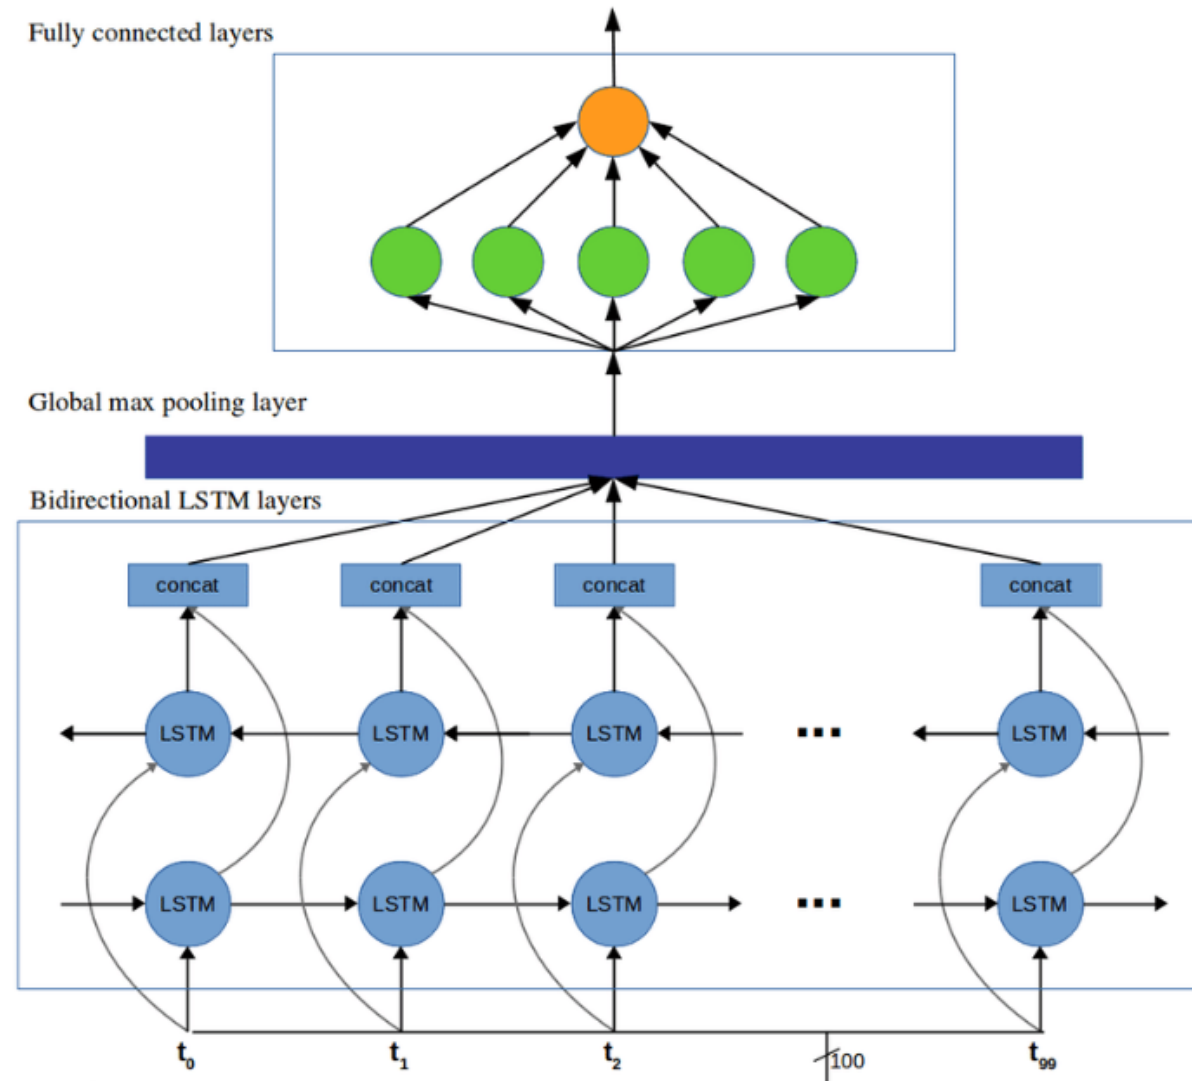 Fully connected layers
Global max pooling layer
Bidirectional LSTM layers
concat concat concat concat
LSTM LSTM LSTM ... LSTM
LSTM LSTM LSTM ... LSTM
t₀ t₁ t₂ 100 t₉₉